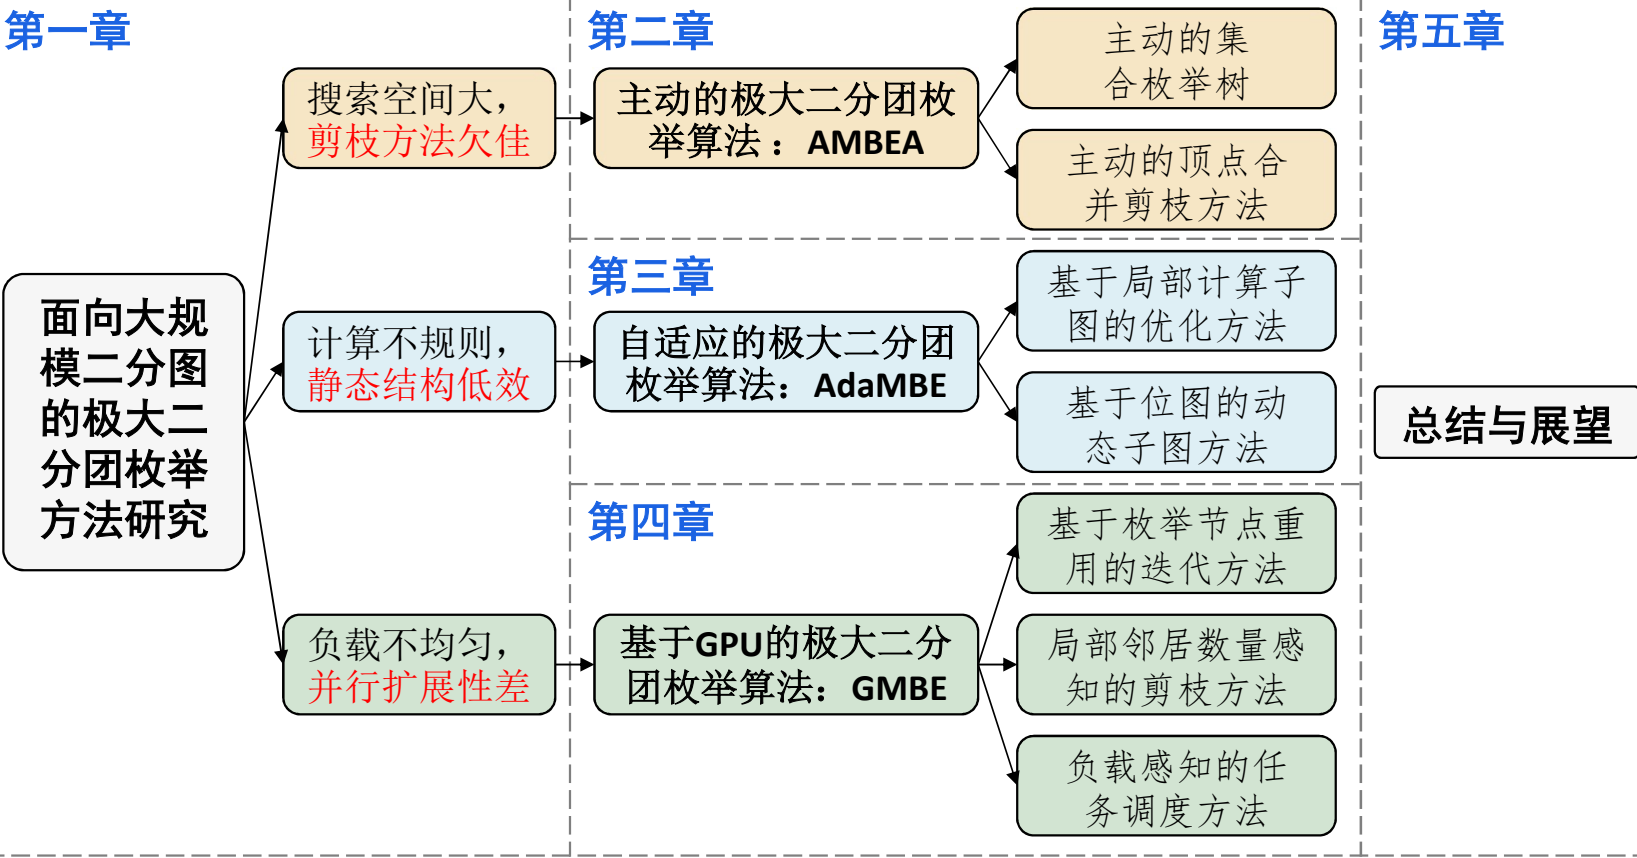 第一章
面向大规
模二分图
的极大二
分团枚举
方法研究
搜索空间大，
剪枝方法欠佳
计算不规则，
静态结构低效
负载不均匀，
并行扩展性差
第二章
主动的极大二分团枚
举算法：AMBEA
主动的集
合枚举树
主动的顶点合
并剪枝方法
第三章
自适应的极大二分团
枚举算法：AdaMBE
基于局部计算子
图的优化方法
基于位图的动
态子图方法
第四章
基于GPU的极大二分
团枚举算法：GMBE
基于枚举节点重
用的迭代方法
局部邻居数量感
知的剪枝方法
负载感知的任
务调度方法
第五章
总结与展望